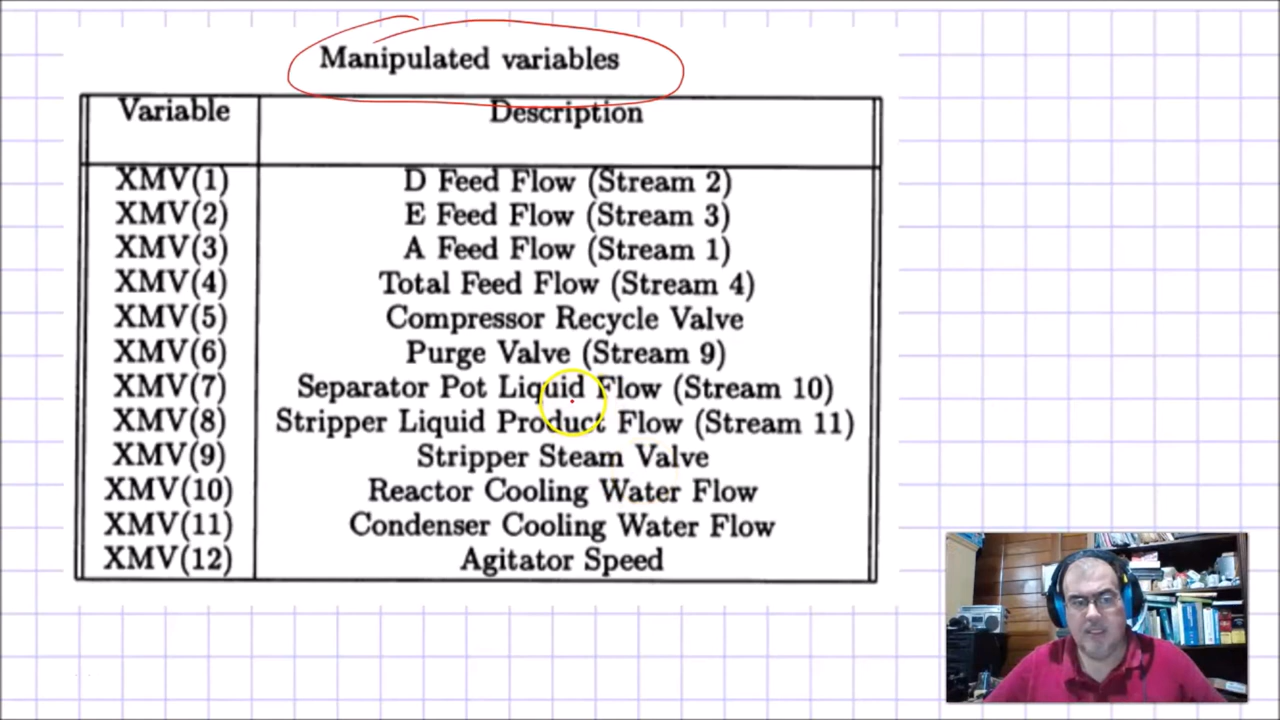 Manipulated variables
Variable Description
XMV(1) D Feed Flow (Stream 2)
XMV(2) E Feed Flow (Stream 3)
XMV(3) A Feed Flow (Stream 1)
XMV(4) Total Feed Flow (Stream 4)
XMV(5) Compressor Recycle Valve
XMV(6) Purge Valve (Stream 9)
XMV(7) Separator Pot Liquid Flow (Stream 10)
XMV(8) Stripper Liquid Product Flow (Stream 11)
XMV(9) Stripper Steam Valve
XMV(10) Reactor Cooling Water Flow
XMV(11) Condenser Cooling Water Flow
XMV(12) Agitator Speed